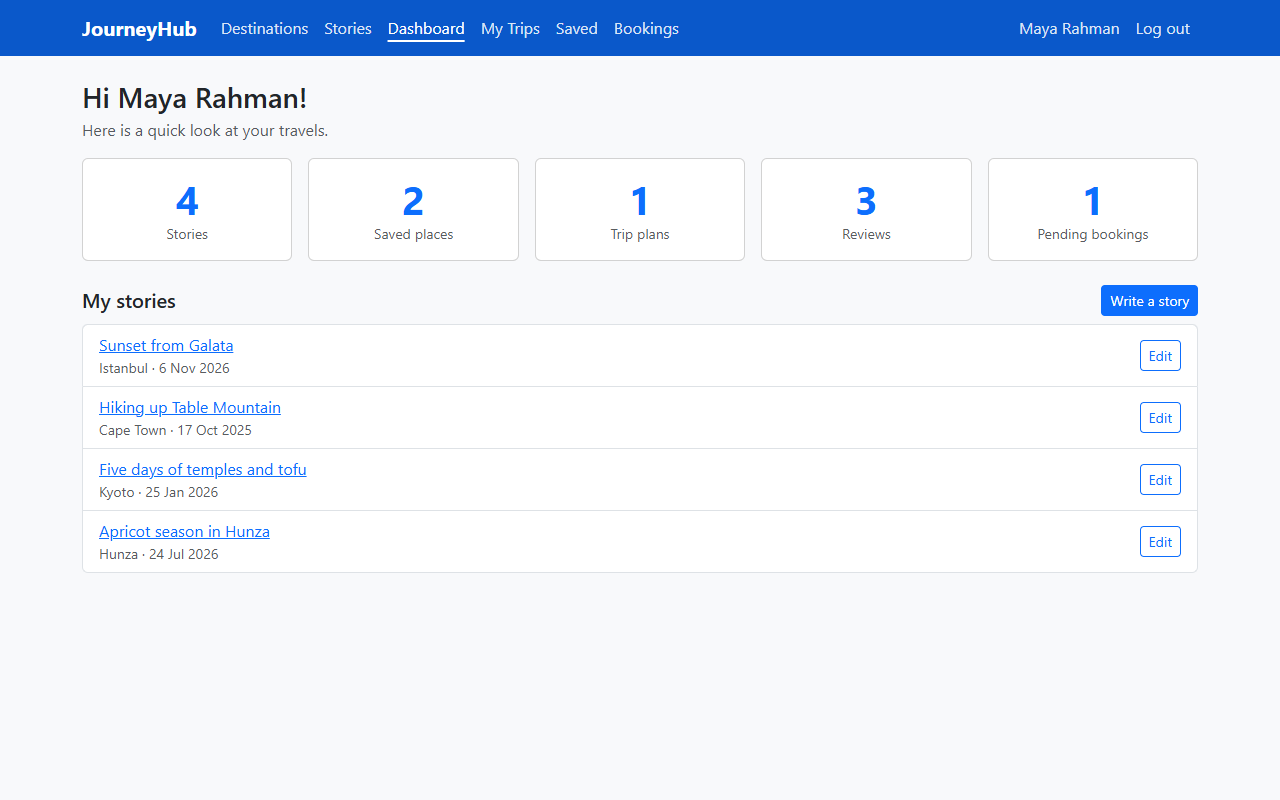 JourneyHub Destinations Stories Dashboard My Trips Saved Bookings Maya Rahman Log out
Hi Maya Rahman!
Here is a quick look at your travels.
4
Stories
2
Saved places
1
Trip plans
3
Reviews
1
Pending bookings
My stories
Write a story
Sunset from Galata
Istanbul · 6 Nov 2026
Edit
Hiking up Table Mountain
Cape Town · 17 Oct 2025
Edit
Five days of temples and tofu
Kyoto · 25 Jan 2026
Edit
Apricot season in Hunza
Hunza · 24 Jul 2026
Edit